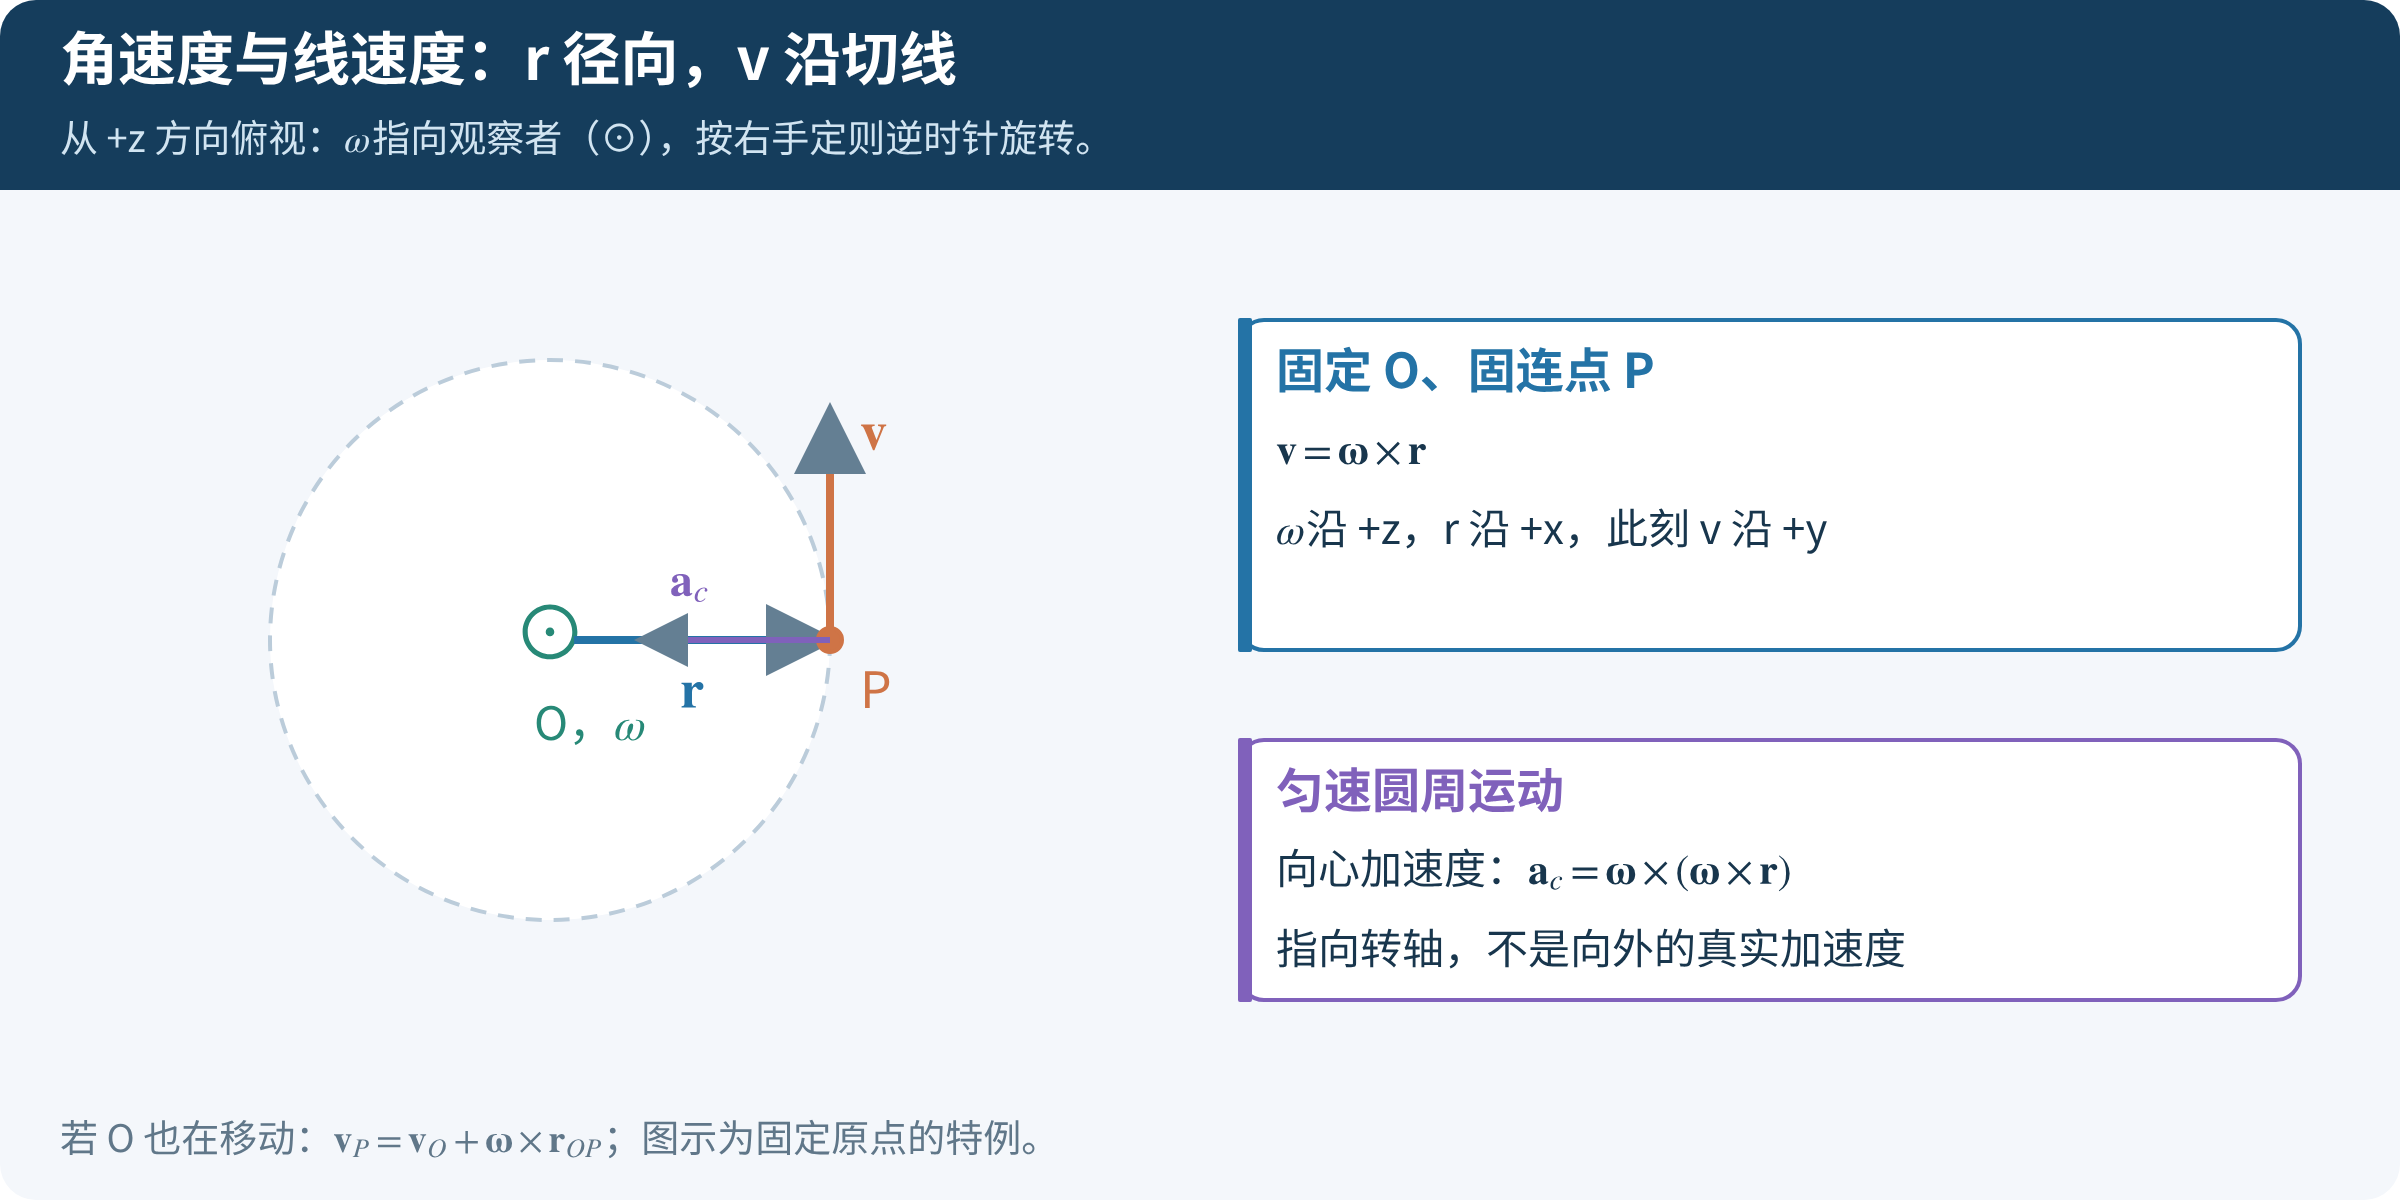 角速度与线速度：r 径向，v 沿切线
从 +z 方向俯视：ω指向观察者（⊙），按右手定则逆时针旋转。
v
a_c
r
P
O，ω
固定 O、固连点 P
v = ω × r
ω沿 +z，r 沿 +x，此刻 v 沿 +y
匀速圆周运动
向心加速度：a_c = ω × (ω × r)
指向转轴，不是向外的真实加速度
若 O 也在移动：v_P = v_O + ω × r_OP；图示为固定原点的特例。